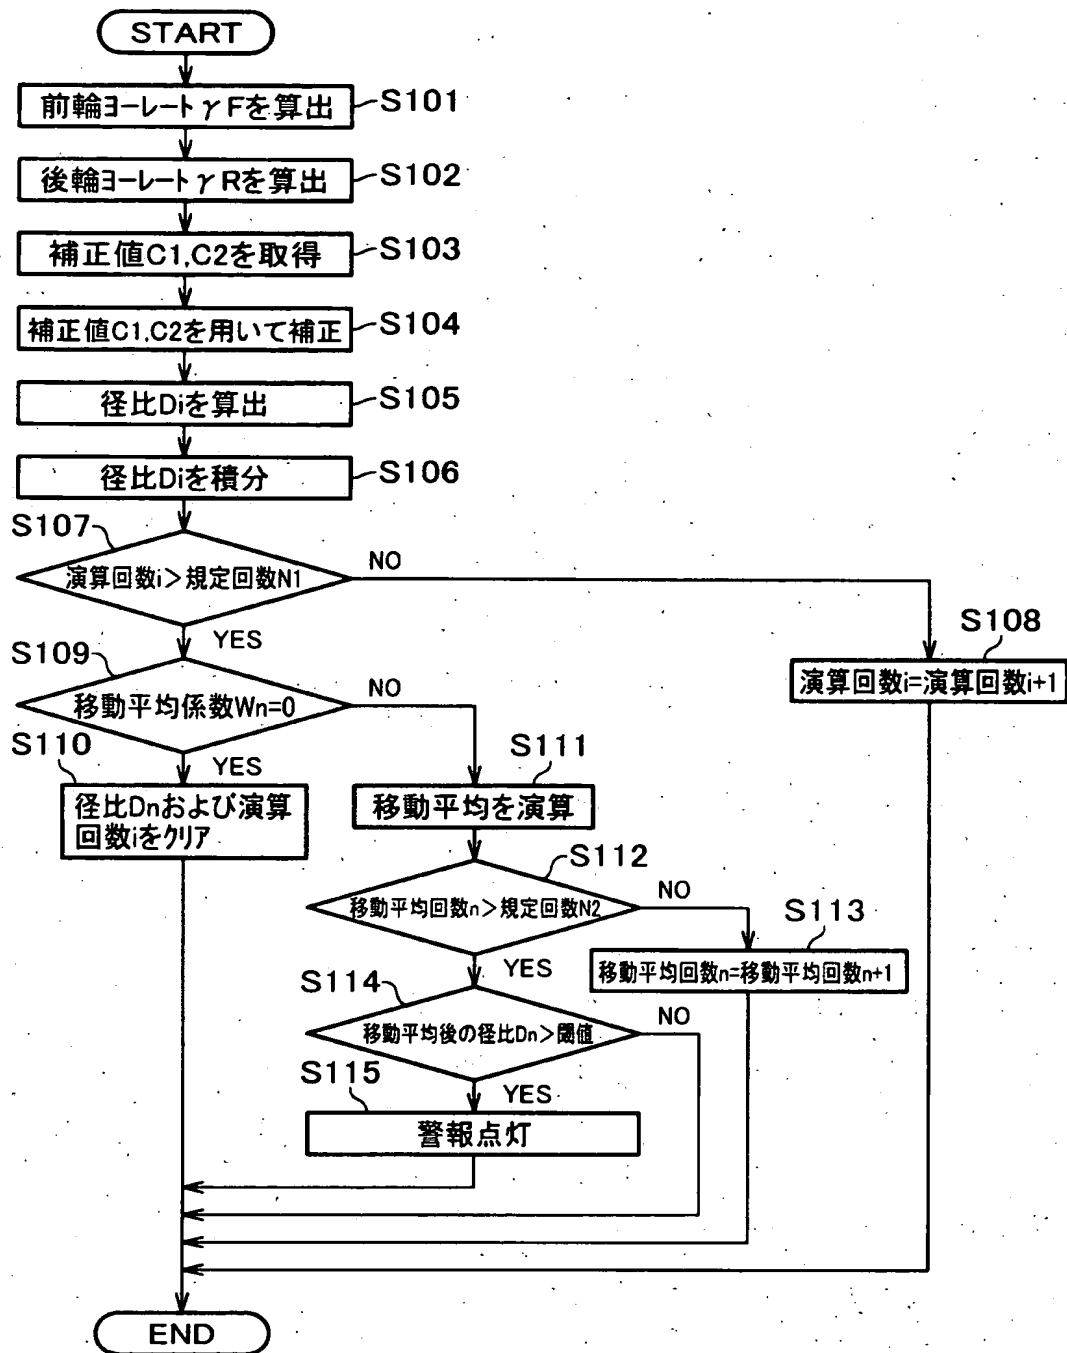 START
前輪ヨーレートγFを算出
S101
後輪ヨーレートγRを算出
S102
補正値C1,C2を取得
S103
補正値C1,C2を用いて補正
S104
径比Diを算出
S105
径比Diを積分
S106
S107
演算回数i>規定回数N1
NO
YES
S108
演算回数i=演算回数i+1
S109
移動平均係数Wn=0
NO
YES
S110
径比Dnおよび演算
回数iをクリア
S111
移動平均を演算
S112
移動平均回数n>規定回数N2
NO
YES
S113
移動平均回数n=移動平均回数n+1
S114
移動平均後の径比Dn>閾値
NO
YES
S115
警報点灯
END